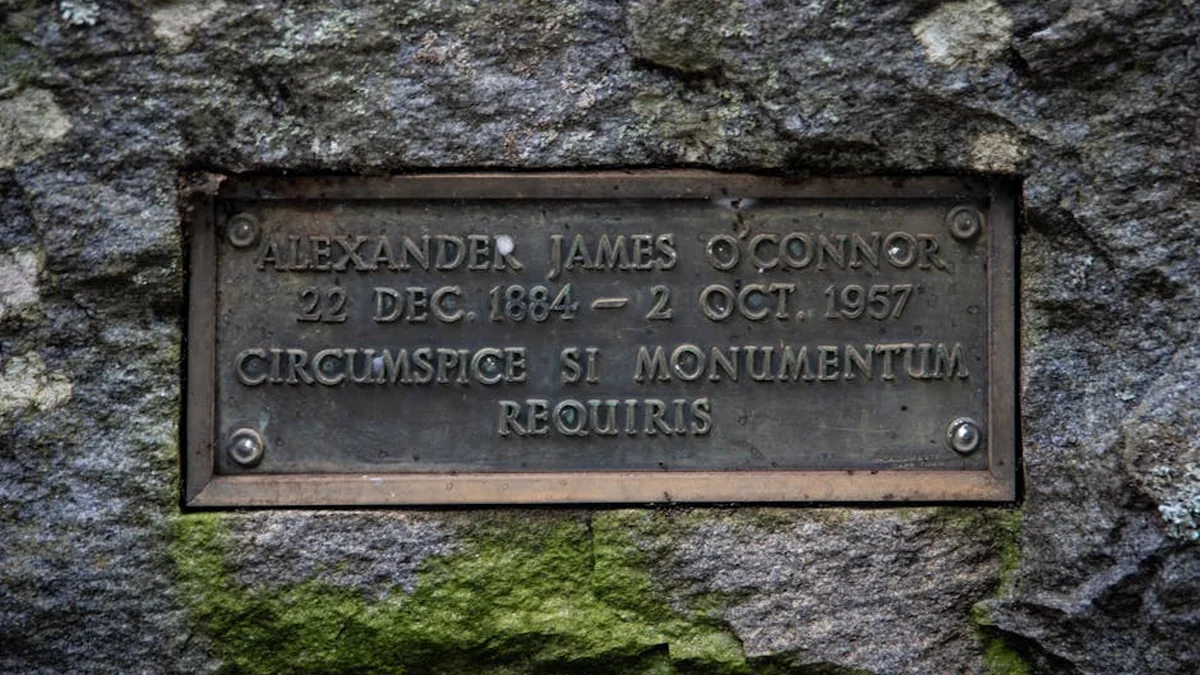 ALEXANDER JAMES O'CONNOR
22 DEC. 1884 – 2 OCT. 1957
CIRCUMSPICE SI MONUMENTUM
REQUIRIS